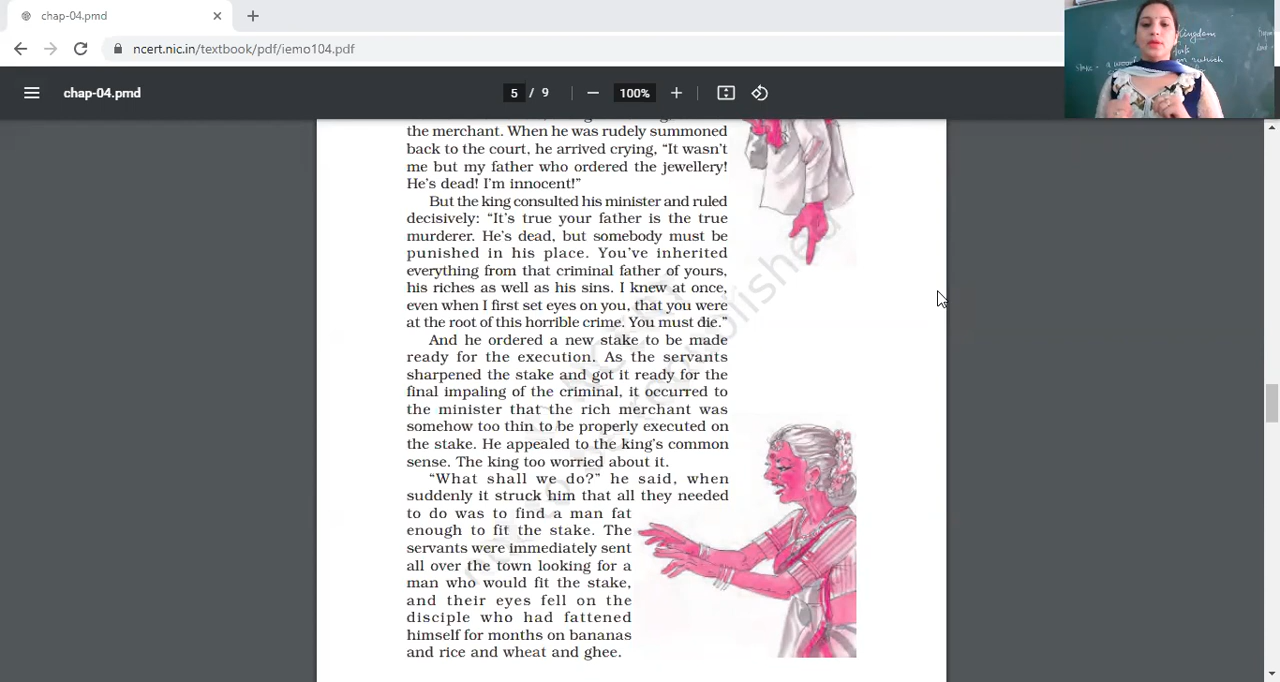 chap-04.pmd
ncert.nic.in/textbook/pdf/iemo104.pdf
chap-04.pmd
5 / 9
100%
Kingdom
the merchant. When he was rudely summoned
back to the court, he arrived crying, “It wasn't
me but my father who ordered the jewellery!
He's dead! I'm innocent!”
But the king consulted his minister and ruled
decisively: “It's true your father is the true
murderer. He's dead, but somebody must be
punished in his place. You've inherited
everything from that criminal father of yours,
his riches as well as his sins. I knew at once,
even when I first set eyes on you, that you were
at the root of this horrible crime. You must die.”
And he ordered a new stake to be made
ready for the execution. As the servants
sharpened the stake and got it ready for the
final impaling of the criminal, it occurred to
the minister that the rich merchant was
somehow too thin to be properly executed on
the stake. He appealed to the king's common
sense. The king too worried about it.
“What shall we do?” he said, when
suddenly it struck him that all they needed
to do was to find a man fat
enough to fit the stake. The
servants were immediately sent
all over the town looking for a
man who would fit the stake,
and their eyes fell on the
disciple who had fattened
himself for months on bananas
and rice and wheat and ghee.